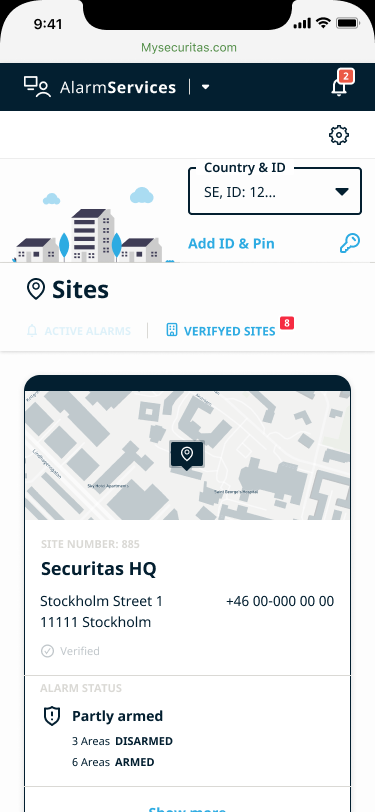 9:41
Mysecuritas.com
AlarmServices
2
Country & ID
SE, ID: 12...
Add ID & Pin
Sites
ACTIVE ALARMS
VERIFYED SITES
8
Sky Hotel Apartments
Sankt George's Hospital
SITE NUMBER: 885
Securitas HQ
Stockholm Street 1
+46 00-000 00 00
11111 Stockholm
Verified
ALARM STATUS
Partly armed
3 Areas DISARMED
6 Areas ARMED
Show more